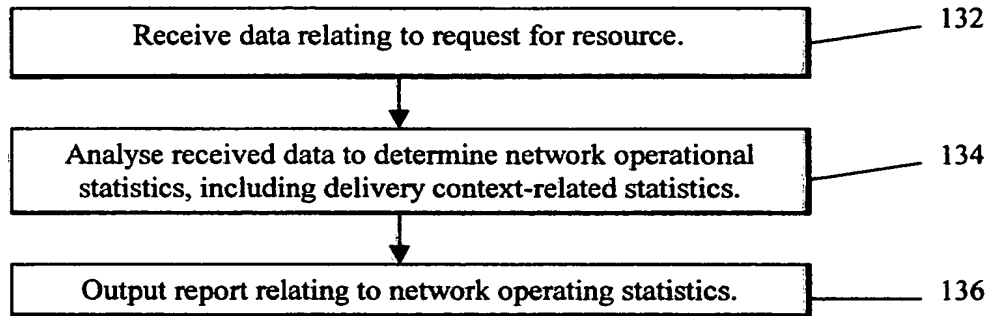 Receive data relating to request for resource.
132
Analyse received data to determine network operational
statistics, including delivery context-related statistics.
134
Output report relating to network operating statistics.
136